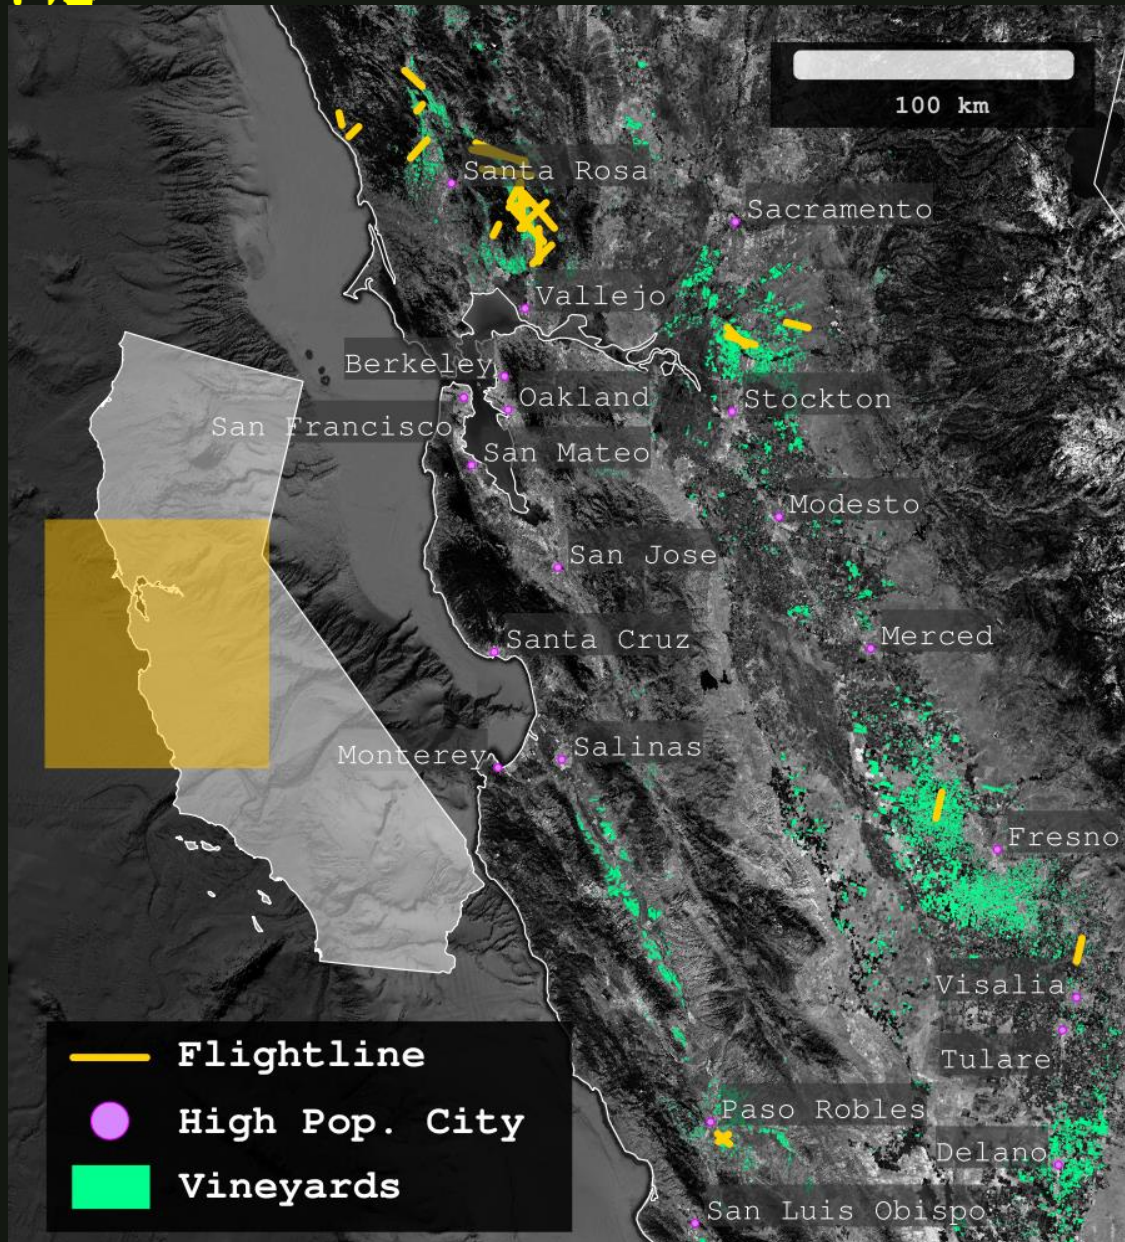 100 km
Santa Rosa
Sacramento
Vallejo
Berkeley
Oakland
Stockton
San Francisco
San Mateo
Modesto
San Jose
Santa Cruz
Merced
Monterey
Salinas
Fresno
Visalia
Tulare
Paso Robles
Delano
San Luis Obispo
Flightline
High Pop. City
Vineyards